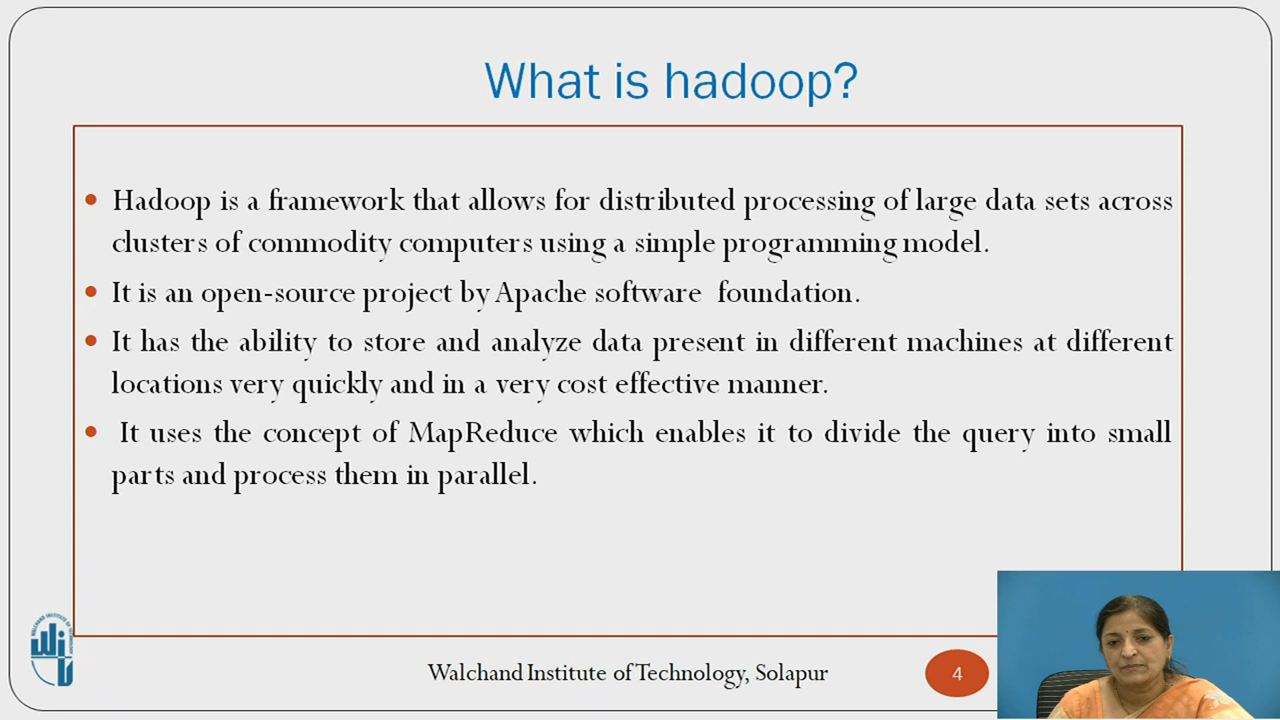 What is hadoop?
• Hadoop is a framework that allows for distributed processing of large data sets across
clusters of commodity computers using a simple programming model.
• It is an open-source project by Apache software foundation.
• It has the ability to store and analyze data present in different machines at different
locations very quickly and in a very cost effective manner.
• It uses the concept of MapReduce which enables it to divide the query into small
parts and process them in parallel.
Walchand Institute of Technology, Solapur
4